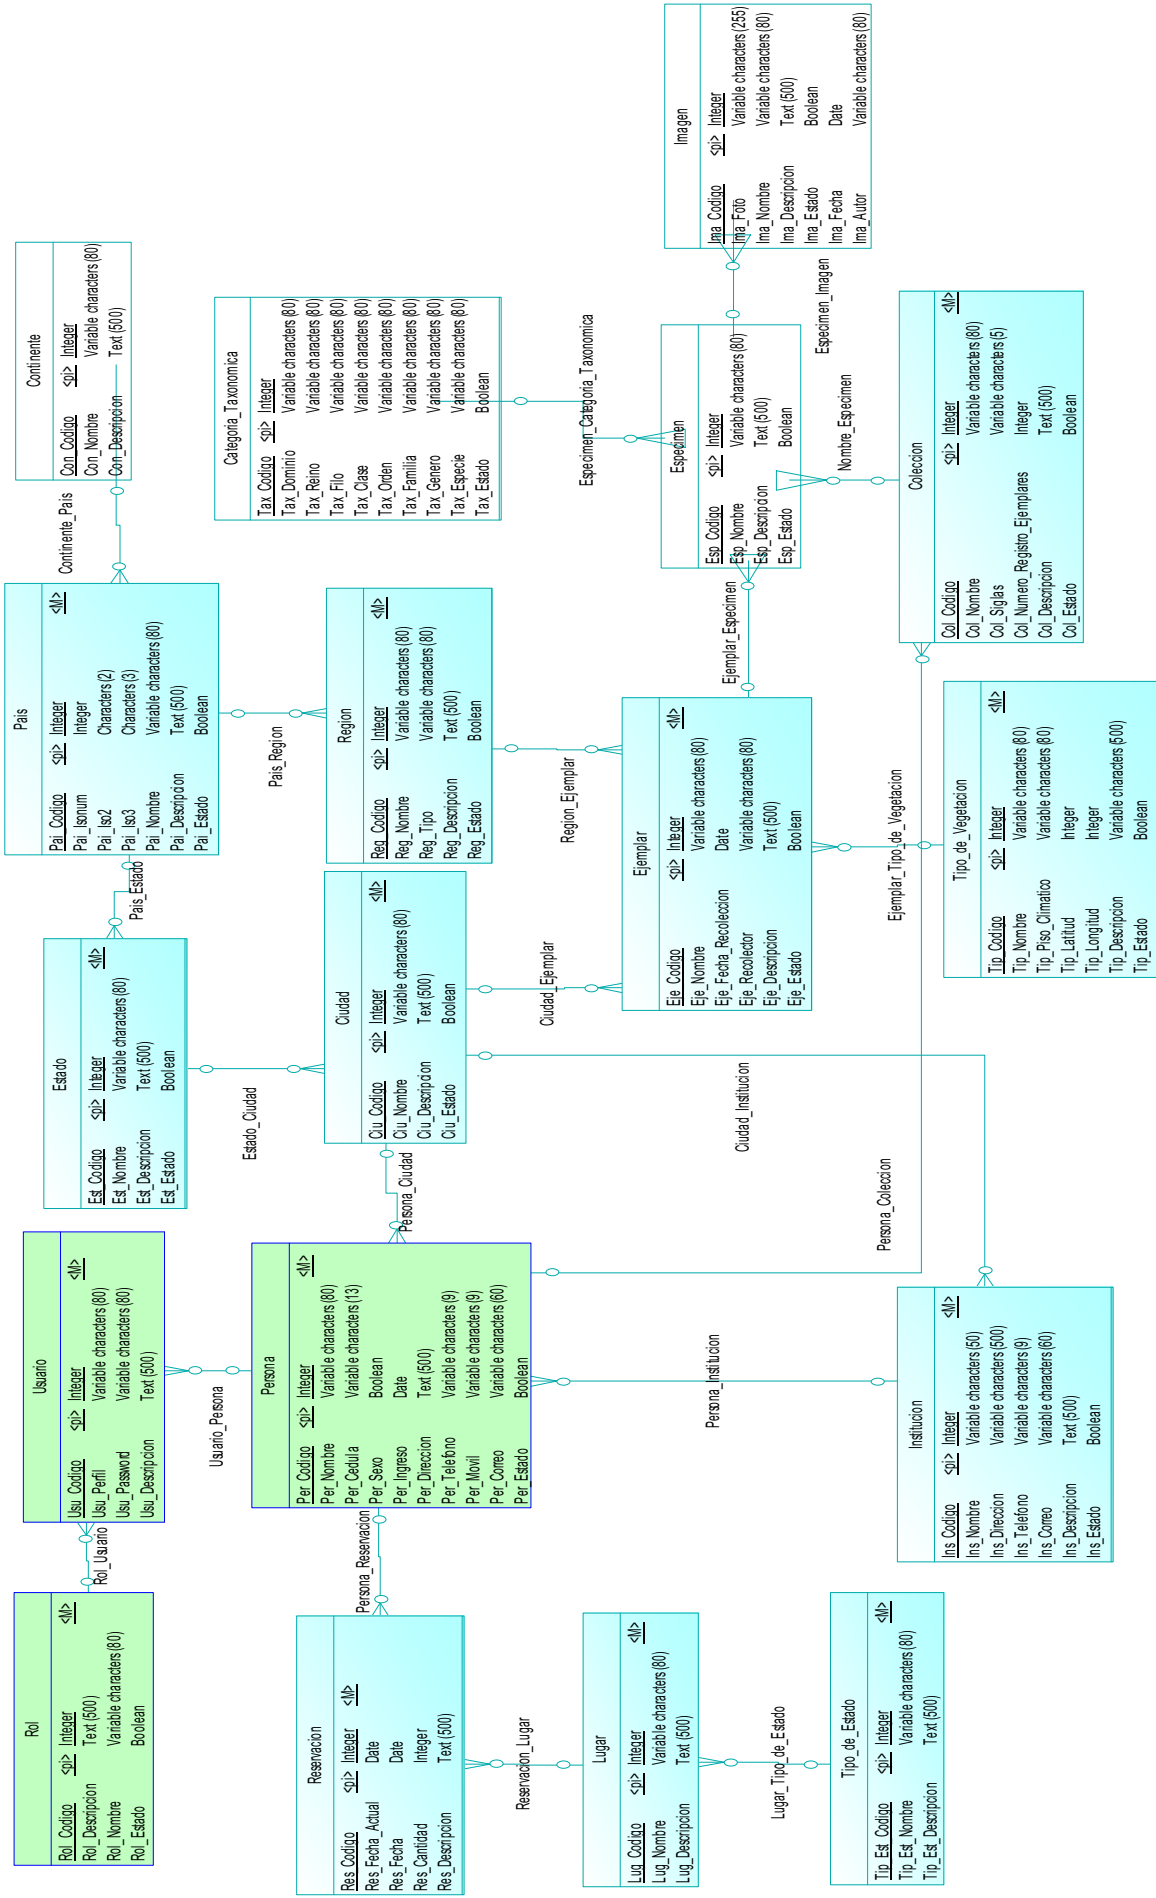 Rol
Rol_Codigo <pi> Integer <M>
Rol_Descripcion Text (500)
Rol_Nombre Variable characters (80)
Rol_Estado Boolean
Rol_Usuario
Usuario
Usu_Codigo <pi> Integer <M>
Usu_Perfil Variable characters (80)
Usu_Password Variable characters (80)
Usu_Descripcion Text (500)
Usuario_Persona
Estado
Est_Codigo <pi> Integer <M>
Est_Nombre Variable characters (80)
Est_Descripcion Text (500)
Est_Estado Boolean
Pais_Estado
Estado_Ciudad
Pais
Pai_Codigo <pi> Integer <M>
Pai_Isonum Integer
Pai_Iso2 Characters (2)
Pai_Iso3 Characters (3)
Pai_Nombre Variable characters (80)
Pai_Descripcion Text (500)
Pai_Estado Boolean
Continente_Pais
Continente
Con_Codigo <pi> Integer
Con_Nombre Variable characters (80)
Con_Descripcion Text (500)
Pais_Region
Reservacion
Res_Codigo <pi> Integer <M>
Res_Fecha_Actual Date
Res_Fecha Date
Res_Cantidad Integer
Res_Descripcion Text (500)
Persona_Reservacion
Persona
Per_Codigo <pi> Integer <M>
Per_Nombre Variable characters (80)
Per_Cedula Variable characters (13)
Per_Sexo Boolean
Per_Ingreso Date
Per_Direccion Text (500)
Per_Telefono Variable characters (9)
Per_Movil Variable characters (9)
Per_Correo Variable characters (60)
Per_Estado Boolean
Persona_Ciudad
Ciudad
Ciu_Codigo <pi> Integer <M>
Ciu_Nombre Variable characters (80)
Ciu_Descripcion Text (500)
Ciu_Estado Boolean
Region
Reg_Codigo <pi> Integer <M>
Reg_Nombre Variable characters (80)
Reg_Tipo Variable characters (80)
Reg_Descripcion Text (500)
Reg_Estado Boolean
Categoria_Taxonomica
Tax_Codigo <pi> Integer
Tax_Dominio Variable characters (80)
Tax_Reino Variable characters (80)
Tax_Filo Variable characters (80)
Tax_Clase Variable characters (80)
Tax_Orden Variable characters (80)
Tax_Familia Variable characters (80)
Tax_Genero Variable characters (80)
Tax_Especie Variable characters (80)
Tax_Estado Boolean
Reservacion_Lugar
Ciudad_Ejemplar
Region_Ejemplar
Especimen_Categoria_Taxonomica
Lugar
Lug_Codigo <pi> Integer <M>
Lug_Nombre Variable characters (80)
Lug_Descripcion Text (500)
Lugar_Tipo_de_Estado
Persona_Institucion
Ciudad_Institucion
Persona_Coleccion
Ejemplar
Eje_Codigo <pi> Integer <M>
Eje_Nombre Variable characters (80)
Eje_Fecha_Recoleccion Date
Eje_Recolector Variable characters (80)
Eje_Descripcion Text (500)
Eje_Estado Boolean
Ejemplar_Especimen
Especimen
Esp_Codigo <pi> Integer
Esp_Nombre Variable characters (80)
Esp_Descripcion Text (500)
Esp_Estado Boolean
Especimen_Imagen
Imagen
Ima_Codigo <pi> Integer
Ima_Foto Variable characters (255)
Ima_Nombre Variable characters (80)
Ima_Descripcion Text (500)
Ima_Estado Boolean
Ima_Fecha Date
Ima_Autor Variable characters (80)
Ejemplar_Tipo_de_Vegetacion
Nombre_Especimen
Tipo_de_Estado
Tip_Est_Codigo <pi> Integer <M>
Tip_Est_Nombre Variable characters (80)
Tip_Est_Descripcion Text (500)
Institucion
Ins_Codigo <pi> Integer <M>
Ins_Nombre Variable characters (50)
Ins_Direccion Variable characters (500)
Ins_Telefono Variable characters (9)
Ins_Correo Variable characters (60)
Ins_Descripcion Text (500)
Ins_Estado Boolean
Tipo_de_Vegetacion
Tip_Codigo <pi> Integer <M>
Tip_Nombre Variable characters (80)
Tip_Piso_Climatico Variable characters (80)
Tip_Latitud Integer
Tip_Longitud Integer
Tip_Descripcion Variable characters (500)
Tip_Estado Boolean
Coleccion
Col_Codigo <pi> Integer <M>
Col_Nombre Variable characters (80)
Col_Siglas Variable characters (5)
Col_Numero_Registro_Ejemplares Integer
Col_Descripcion Text (500)
Col_Estado Boolean